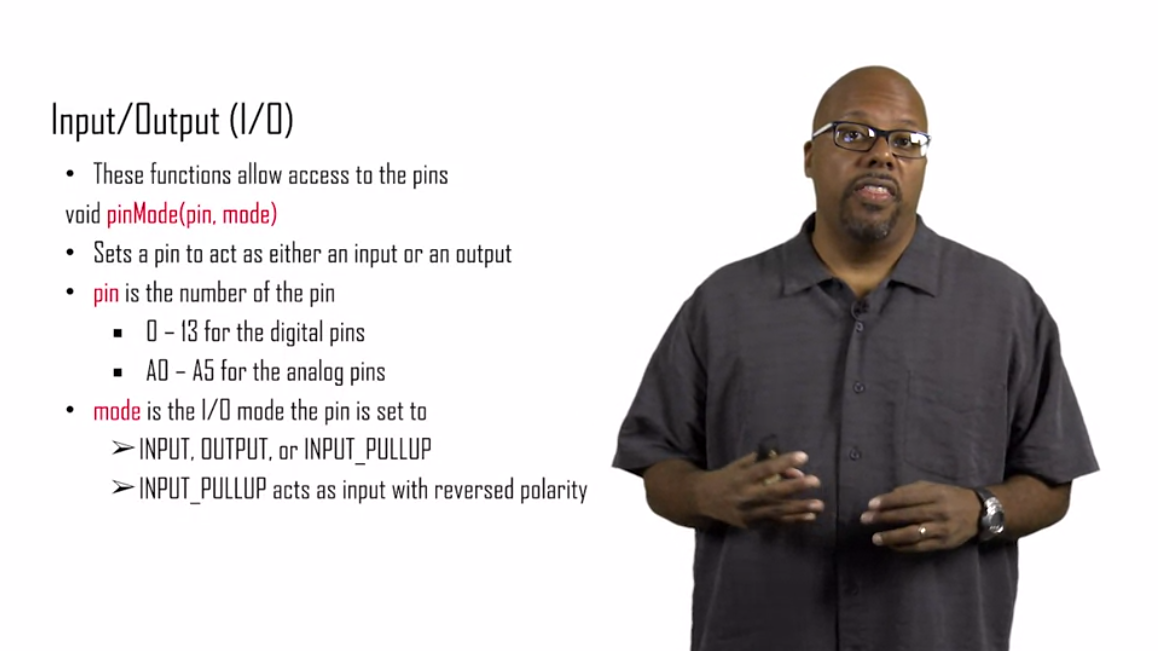 Input/Output (I/O)
• These functions allow access to the pins
void pinMode(pin, mode)
• Sets a pin to act as either an input or an output
• pin is the number of the pin
▪ 0 – 13 for the digital pins
▪ A0 – A5 for the analog pins
• mode is the I/O mode the pin is set to
➢ INPUT, OUTPUT, or INPUT_PULLUP
➢ INPUT_PULLUP acts as input with reversed polarity